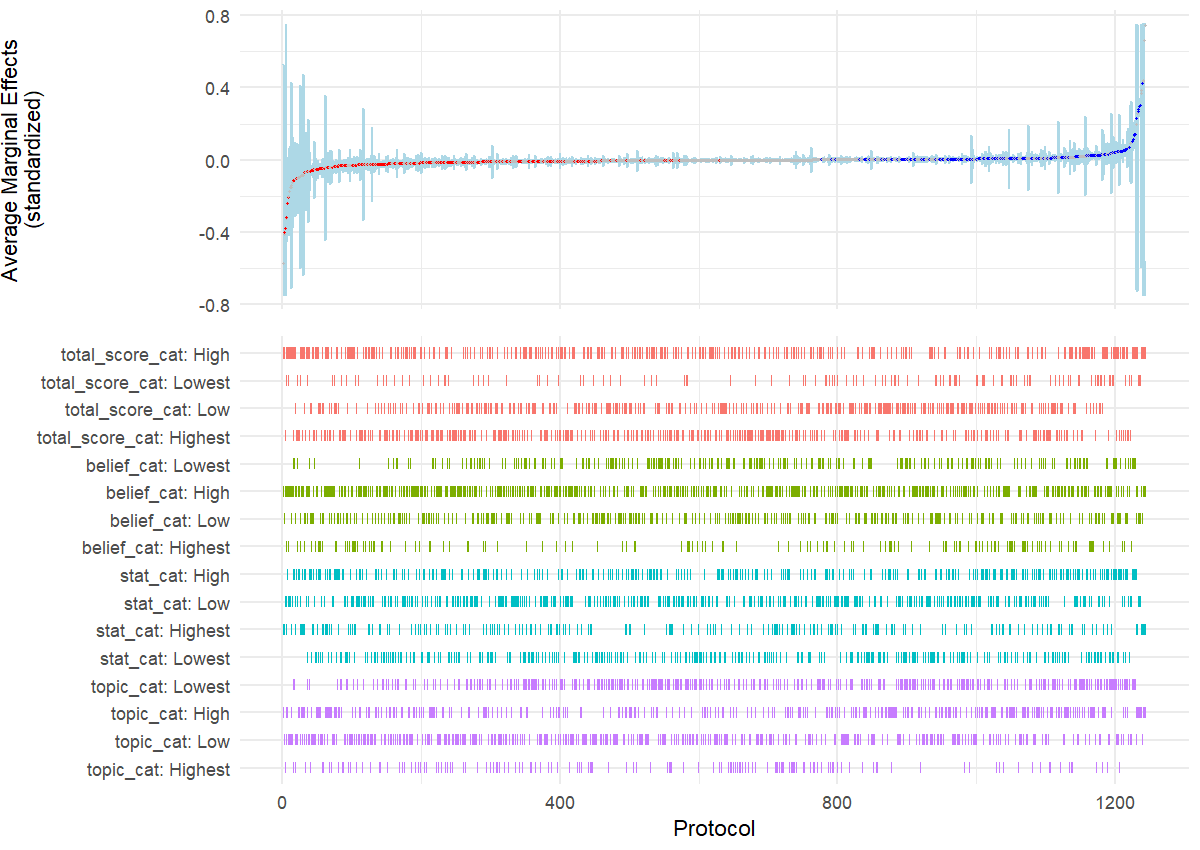 Average Marginal Effects
(standardized)
0.8
0.4
0.0
-0.4
-0.8
total_score_cat: High
total_score_cat: Lowest
total_score_cat: Low
total_score_cat: Highest
belief_cat: Lowest
belief_cat: High
belief_cat: Low
belief_cat: Highest
stat_cat: High
stat_cat: Low
stat_cat: Highest
stat_cat: Lowest
topic_cat: Lowest
topic_cat: High
topic_cat: Low
topic_cat: Highest
0 400 800 1200
Protocol